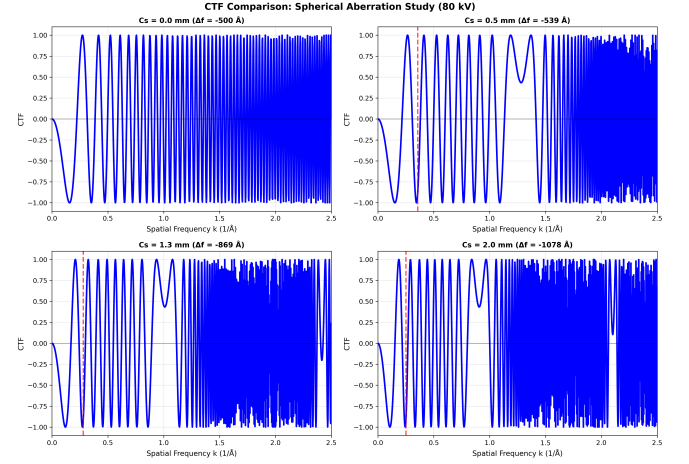 CTF Comparison: Spherical Aberration Study (80 kV)
Cs = 0.0 mm (Δf = -500 Å)
1.00
0.75
0.50
0.25
0.00
−0.25
−0.50
−0.75
−1.00
CTF
0.0 0.5 1.0 1.5 2.0 2.5
Spatial Frequency k (1/Å)
Cs = 0.5 mm (Δf = -539 Å)
1.00
0.75
0.50
0.25
0.00
−0.25
−0.50
−0.75
−1.00
CTF
0.0 0.5 1.0 1.5 2.0 2.5
Spatial Frequency k (1/Å)
Cs = 1.3 mm (Δf = -869 Å)
1.00
0.75
0.50
0.25
0.00
−0.25
−0.50
−0.75
−1.00
CTF
0.0 0.5 1.0 1.5 2.0 2.5
Spatial Frequency k (1/Å)
Cs = 2.0 mm (Δf = -1078 Å)
1.00
0.75
0.50
0.25
0.00
−0.25
−0.50
−0.75
−1.00
CTF
0.0 0.5 1.0 1.5 2.0 2.5
Spatial Frequency k (1/Å)